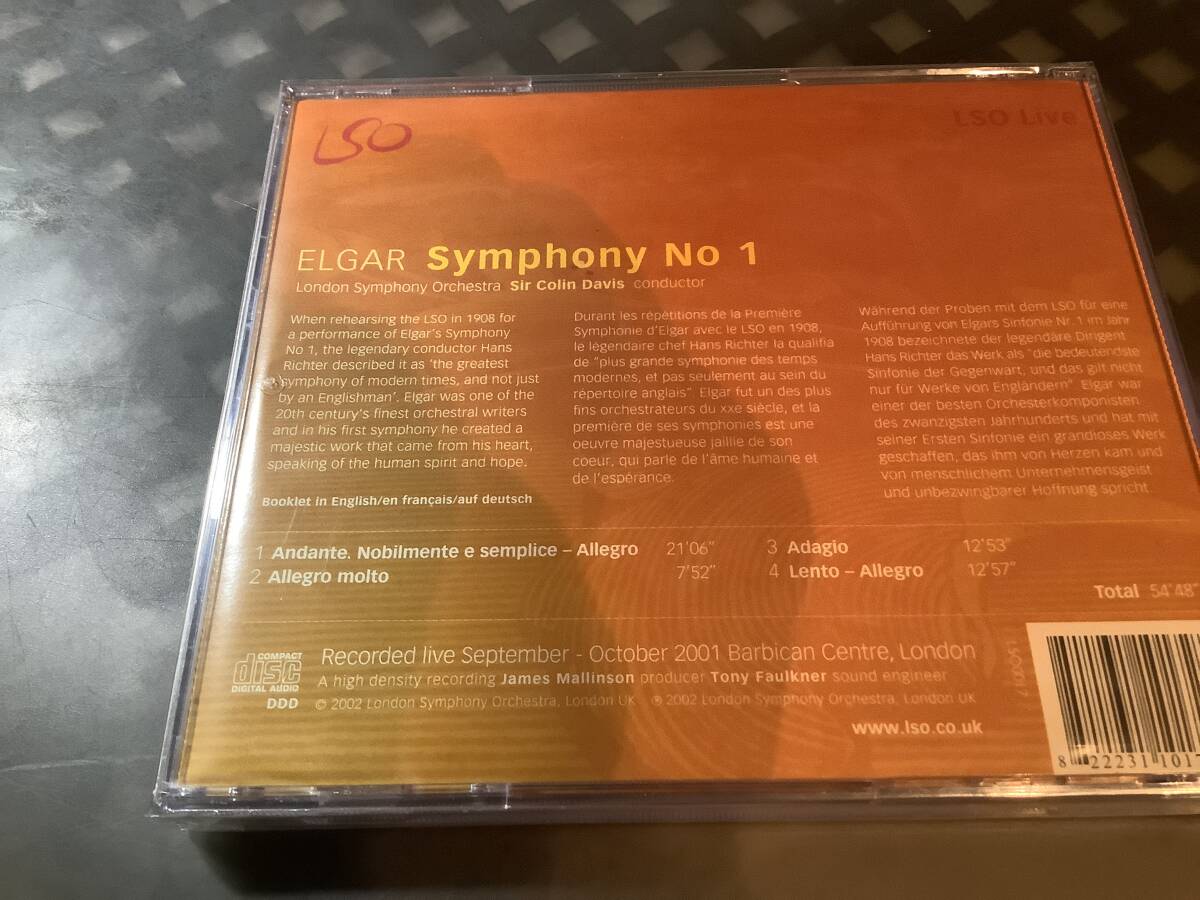 LSO
LSO Live
ELGAR Symphony No 1
London Symphony Orchestra Sir Colin Davis conductor
When rehearsing the LSO in 1908 for
a performance of Elgar's Symphony
No 1, the legendary conductor Hans
Richter described it as 'the greatest
symphony of modern times, and not just
by an Englishman'. Elgar was one of the
20th century's finest orchestral writers
and in his first symphony he created a
majestic work that came from his heart,
speaking of the human spirit and hope.
Durant les répétitions de la Première
Symphonie d'Elgar avec le LSO en 1908,
le légendaire chef Hans Richter la qualifia
de "plus grande symphonie des temps
modernes, et pas seulement au sein du
répertoire anglais". Elgar fut un des plus
fins orchestrateurs du XXe siècle, et la
première de ses symphonies est une
oeuvre majestueuse jaillie de son
coeur, qui parle de l'âme humaine et
de l'espérance.
Während der Proben mit dem LSO für eine
Aufführung von Elgars Sinfonie Nr. 1 im Jahr
1908 bezeichnete der legendäre Dirigent
Hans Richter das Werk als "die bedeutendste
Sinfonie der Gegenwart, und das gilt nicht
nur für Werke von Engländern". Elgar war
einer der besten Orchesterkomponisten
des zwanzigsten Jahrhunderts und hat mit
seiner Ersten Sinfonie ein grandioses Werk
geschaffen, das ihm von Herzen kam und
von menschlichem Unternehmensgeist
und unbezwingbarer Hoffnung spricht.
Booklet in English/en français/auf deutsch
1 Andante. Nobilmente e semplice – Allegro 21'06"
2 Allegro molto 7'52"
3 Adagio 12'53"
4 Lento – Allegro 12'57"
Total 54'48"
COMPACT
disc
DIGITAL AUDIO
DDD
Recorded live September - October 2001 Barbican Centre, London
A high density recording James Mallinson producer Tony Faulkner sound engineer
© 2002 London Symphony Orchestra, London UK ℗ 2002 London Symphony Orchestra, London UK
www.lso.co.uk
LSO0017
8 22231 1017